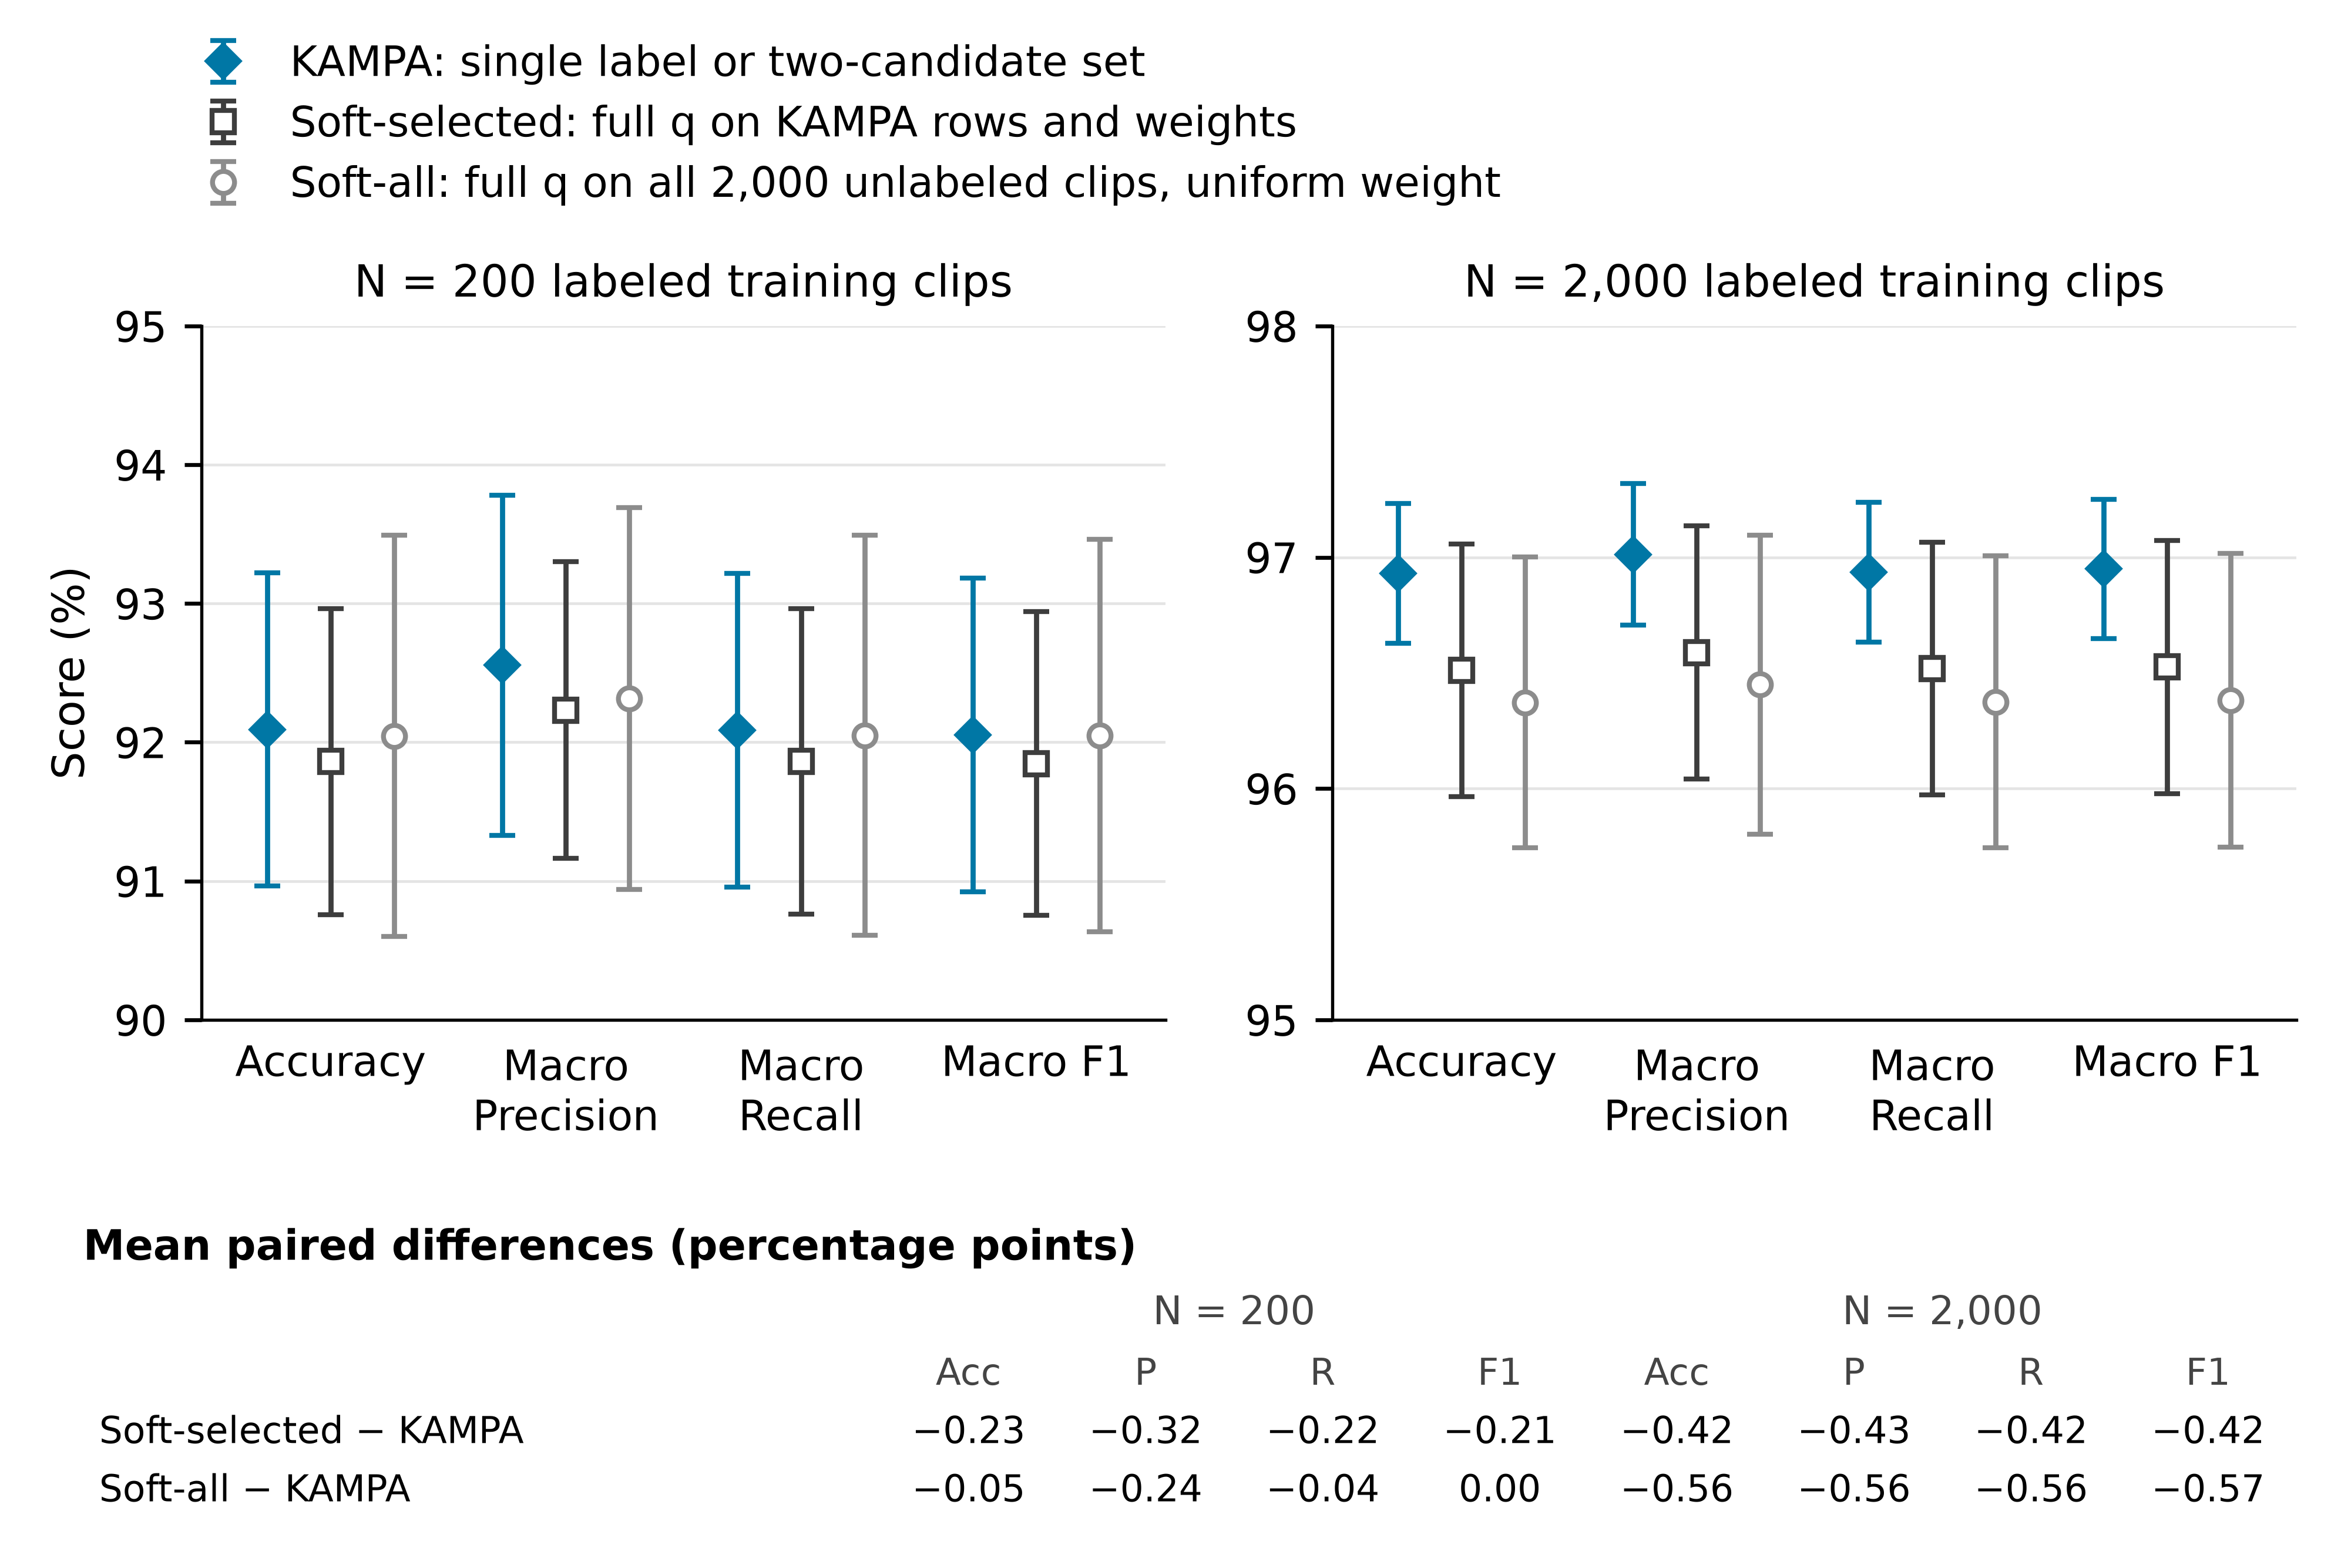 KAMPA: single label or two-candidate set
Soft-selected: full q on KAMPA rows and weights
Soft-all: full q on all 2,000 unlabeled clips, uniform weight
N = 200 labeled training clips
95
94
93
92
91
90
Score (%)
Accuracy
Macro
Precision
Macro
Recall
Macro F1
N = 2,000 labeled training clips
98
97
96
95
Accuracy
Macro
Precision
Macro
Recall
Macro F1
Mean paired differences (percentage points)
N = 200 N = 2,000
Acc P R F1 Acc P R F1
Soft-selected − KAMPA −0.23 −0.32 −0.22 −0.21 −0.42 −0.43 −0.42 −0.42
Soft-all − KAMPA −0.05 −0.24 −0.04 0.00 −0.56 −0.56 −0.56 −0.57